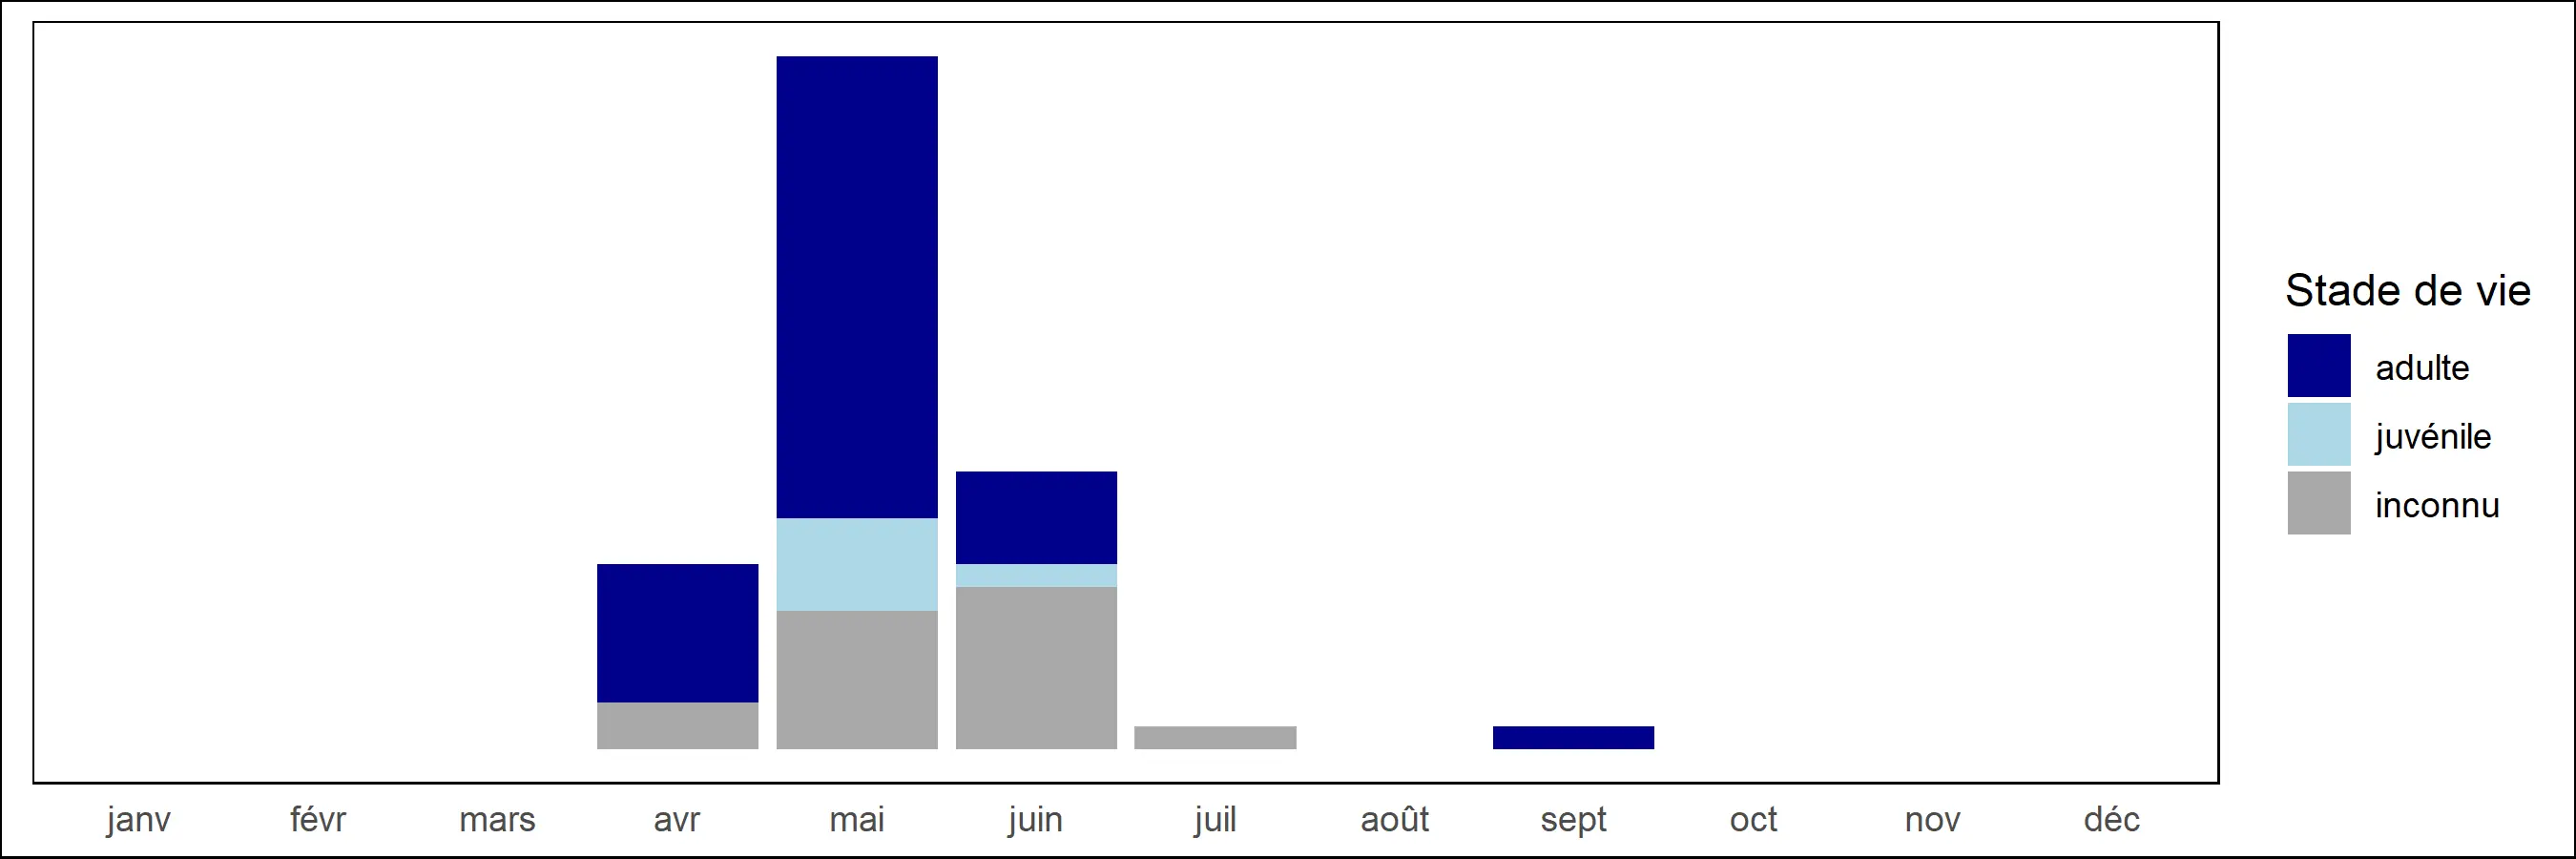 Stade de vie
adulte
juvénile
inconnu
janv févr mars avr mai juin juil août sept oct nov déc